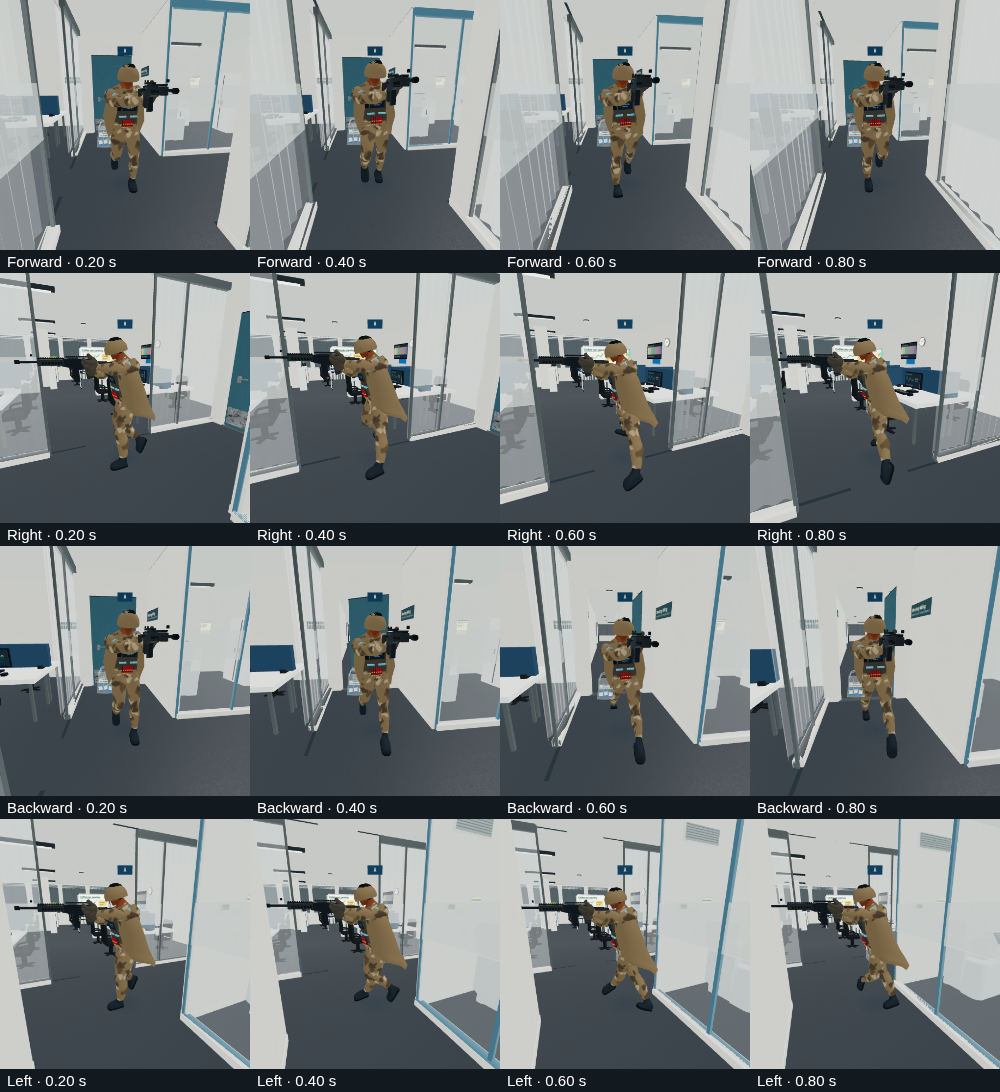 Forward · 0.20 s
Forward · 0.40 s
Forward · 0.60 s
Forward · 0.80 s
Right · 0.20 s
Right · 0.40 s
Right · 0.60 s
Right · 0.80 s
Backward · 0.20 s
Backward · 0.40 s
Backward · 0.60 s
Backward · 0.80 s
Left · 0.20 s
Left · 0.40 s
Left · 0.60 s
Left · 0.80 s